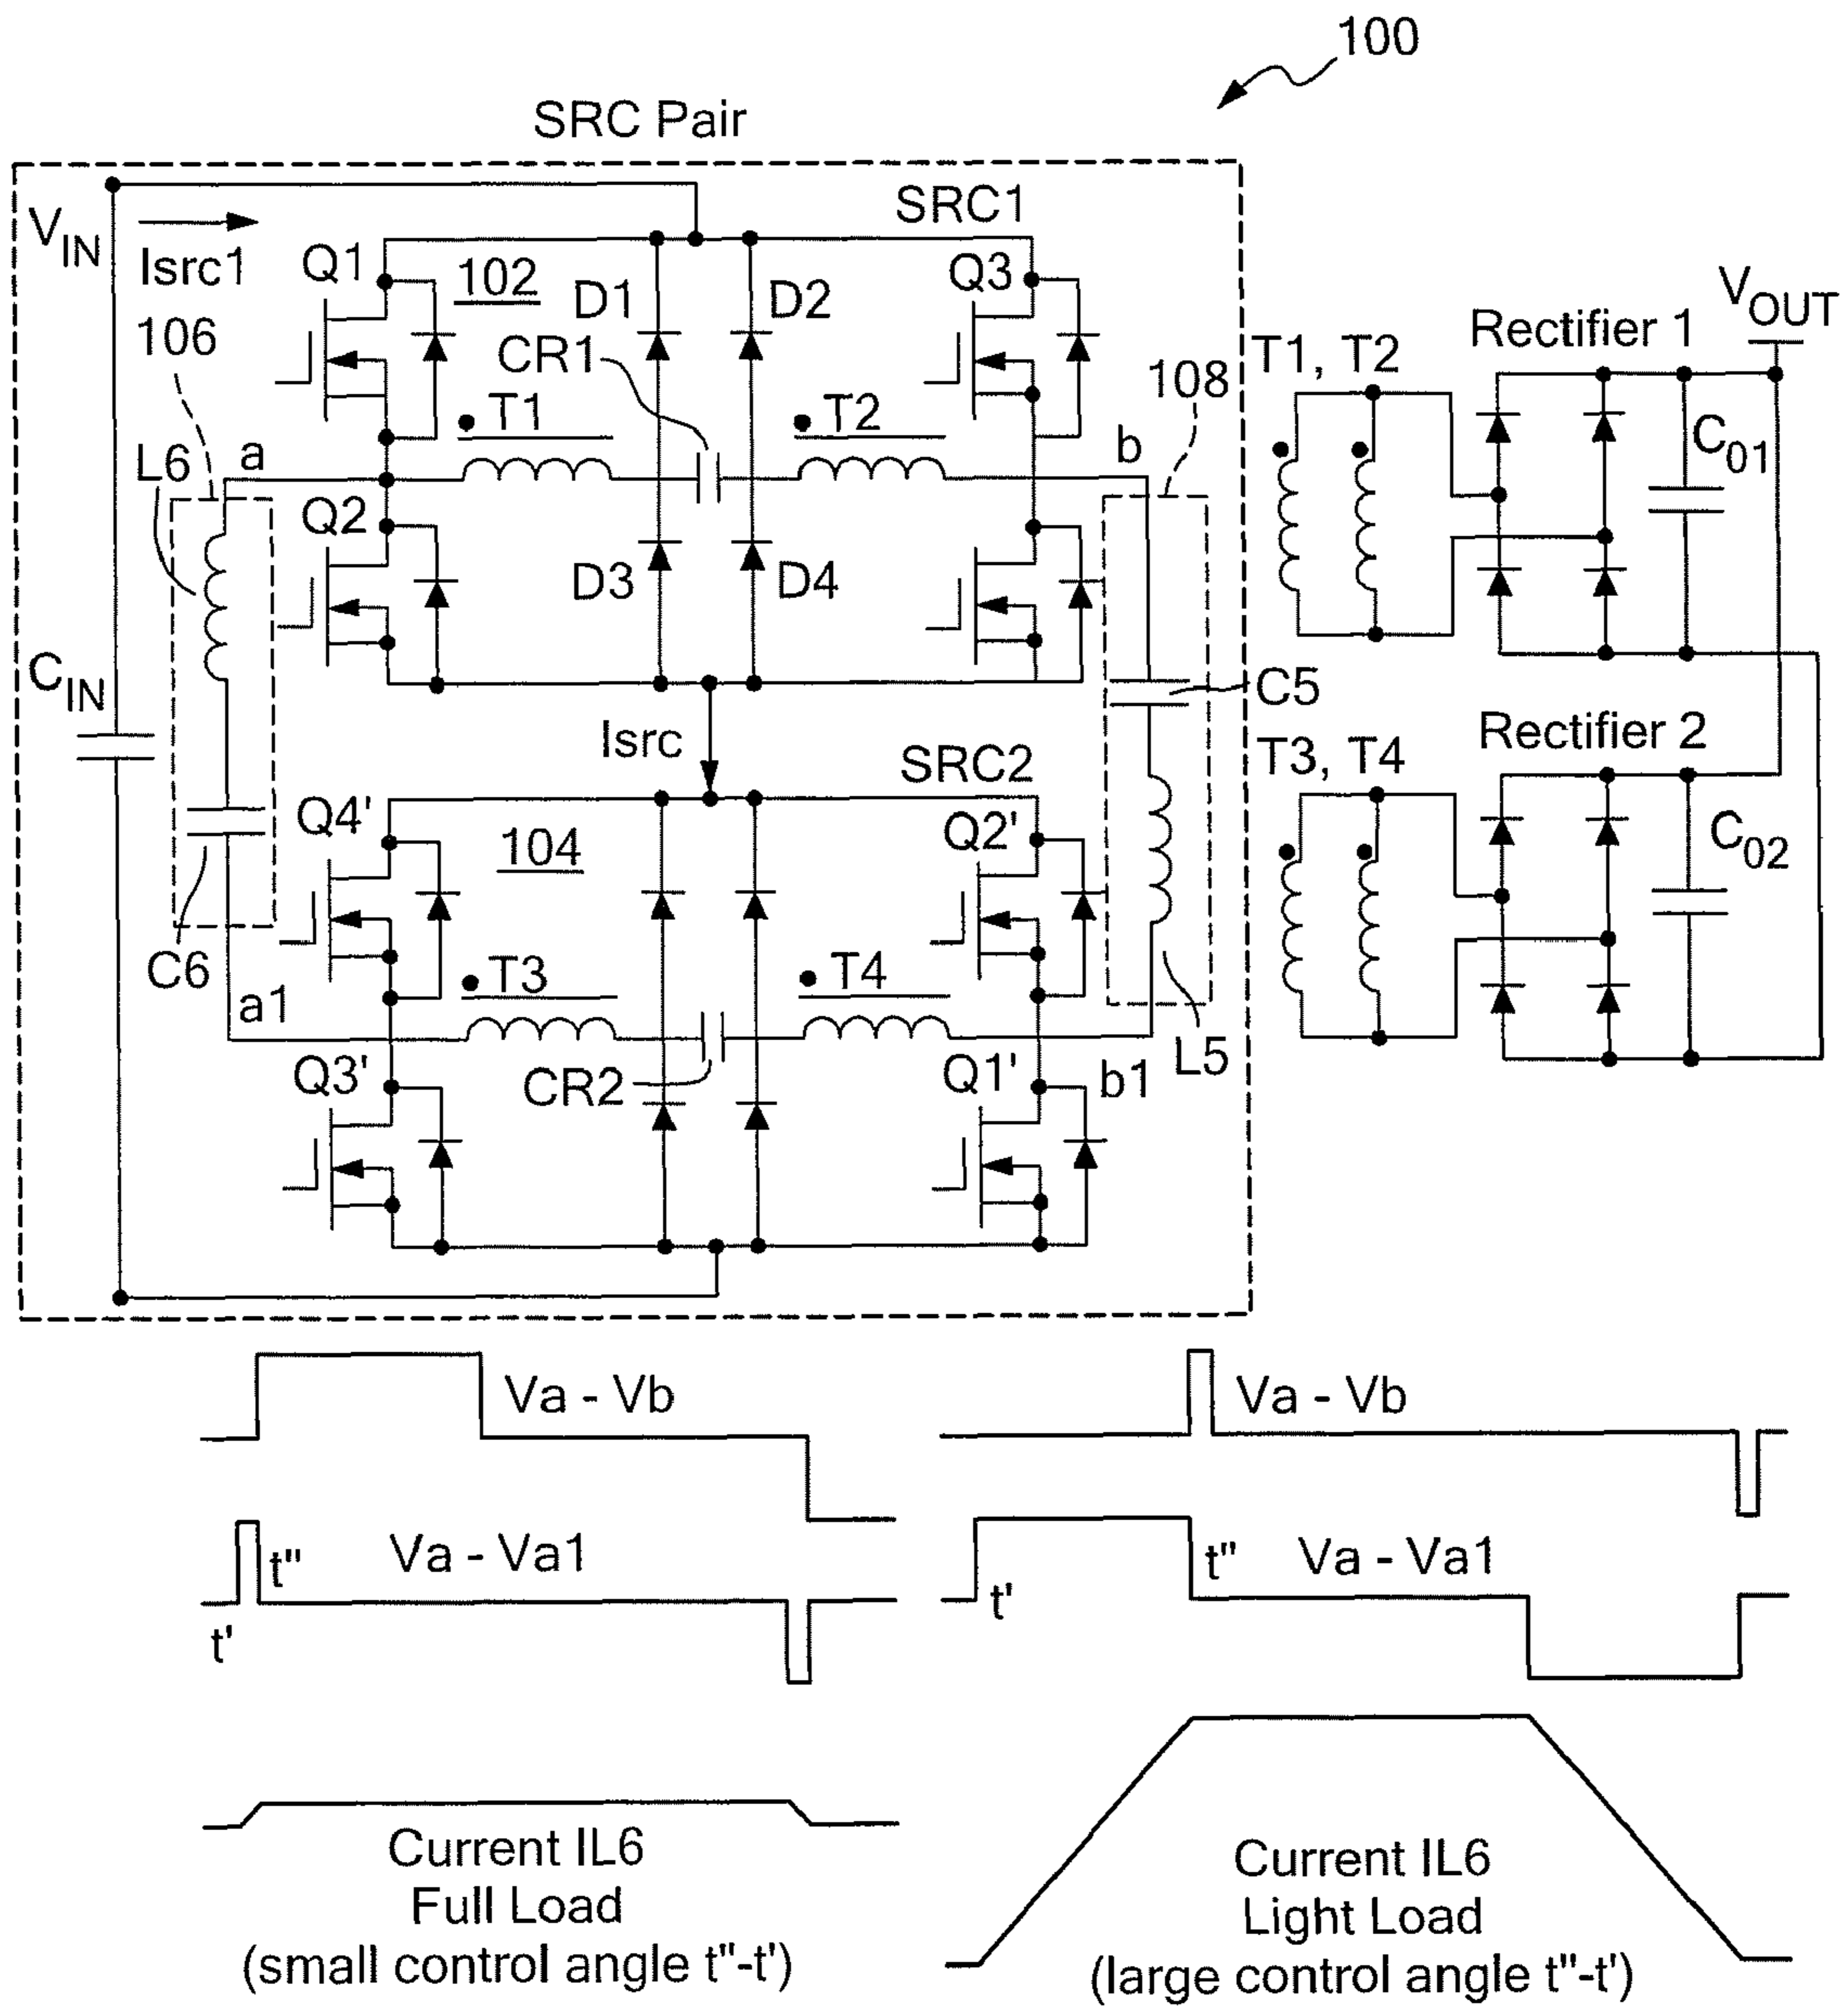 100
SRC Pair
SRC1
VIN
Isrc1
Q1
102
D1
D2
Q3
VOUT
Rectifier 1
106
CR1
T1, T2
108
T1
T2
a
b
L6
C01
Q2
D3
D4
CIN
C5
Isrc
Rectifier 2
SRC2
T3, T4
Q4'
104
Q2'
C02
C6
T3
T4
a1
Q3'
CR2
Q1'
b1
L5
Va - Vb
Va - Vb
t"
Va - Va1
t"
Va - Va1
t'
t'
Current IL6
Full Load
(small control angle t"-t')
Current IL6
Light Load
(large control angle t"-t')